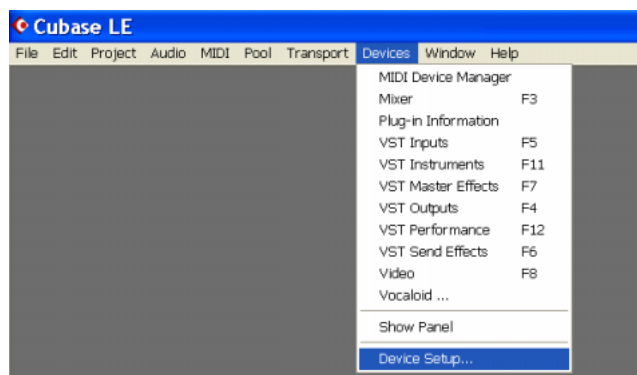 Cubase LE
File Edit Project Audio MIDI Pool Transport Devices Window Help
MIDI Device Manager
Mixer F3
Plug-in Information
VST Inputs F5
VST Instruments F11
VST Master Effects F7
VST Outputs F4
VST Performance F12
VST Send Effects F6
Video F8
Vocaloid ...
Show Panel
Device Setup...